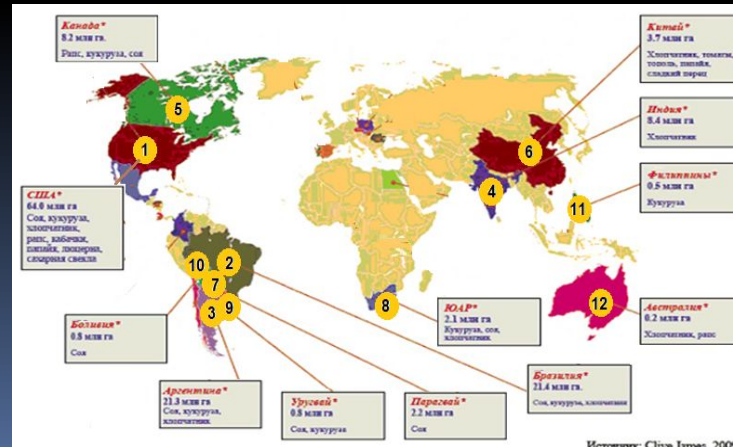 Канада*
8.2 млн га.
Рапс, кукуруза, соя
Китай*
3.7 млн га
Хлопчатник, томаты,
тополь, папайя,
сладкий перец
Индия*
8.4 млн га
Хлопчатник
Филиппины*
0.5 млн га
Кукуруза
США*
64.0 млн га
Соя, кукуруза,
хлопчатник,
рапс, кабачки,
папайя, люцерна,
сахарная свекла
5
1
6
4
11
2
10
7
3
9
8
12
Боливия*
0.8 млн га
Соя
ЮАР*
2.1 млн га
Кукуруза, соя,
хлопчатник
Австралия*
0.2 млн га
Хлопчатник, рапс
Аргентина*
21.3 млн га
Соя, кукуруза,
хлопчатник
Уругвай*
0.8 млн га
Соя, кукуруза
Парагвай*
2.2 млн га
Соя
Бразилия*
21.4 млн га.
Соя, кукуруза, хлопчатник
Источник: Clive James, 2009